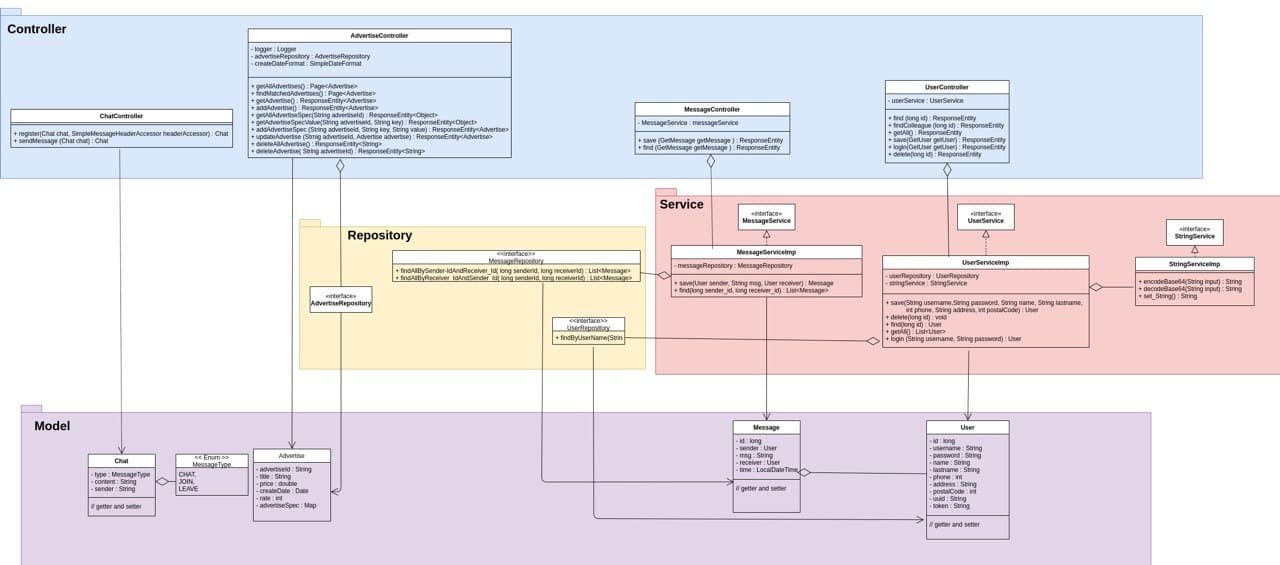 Controller
AdvertiseController
- logger : Logger
- advertiseRepository : AdvertiseRepository
- createDateFormat : SimpleDateFormat
+ getAllAdvertises() : Page<Advertise>
+ findMatchedAdvertises() : Page<Advertise>
+ getAdvertise() : ResponseEntity<Advertise>
+ addAdvertise() : ResponseEntity<Advertise>
+ getAllAdvertiseSpec(String advertiseId) : ResponseEntity<Object>
+ getAdvertiseSpecValue(String advertiseId, String key) : ResponseEntity<Object>
+ addAdvertiseSpec (String advertiseId, String key, String value) : ResponseEntity<Advertise>
+ updateAdvertise (String advertiseId, Advertise advertise) : ResponseEntity<Advertise>
+ deleteAllAdvertise() : ResponseEntity<String>
+ deleteAdvertise( String advertiseId) : ResponseEntity<String>
ChatController
+ register(Chat chat, SimpleMessageHeaderAccessor headerAccessor) : Chat
+ sendMessage (Chat chat) : Chat
MessageController
- MessageService : messageService
+ save (GetMessage getMessage ) : ResponseEntity
+ find (GetMessage getMessage ) : ResponseEntity
UserController
- userService : UserService
+ find (long id) : ResponseEntity
+ findColleague (long id) : ResponseEntity
+ getAll() : ResponseEntity
+ save(GetUser getUser) : ResponseEntity
+ login(GetUser getUser) : ResponseEntity
+ delete(long id) : ResponseEntity
Repository
<<interface>>
MessageRepository
+ findAllBySender-IdAndReceiver_Id( long senderId, long receiverId) : List<Message>
+ findAllByReceiver_IdAndSender_Id( long senderId, long receiverId) : List<Message>
«interface»
AdvertiseRepository
<<interface>>
UserRepository
+ findByUserName(Strin
Service
«interface»
MessageService
«interface»
UserService
«interface»
StringService
MessageServiceImp
- messageRepository : MessageRepository
+ save(User sender, String msg, User receiver) : Message
+ find(long sender_id, long receiver_id) : List<Message>
UserServiceImp
- userRepository : UserRepository
- stringService : StringService
+ save(String username,String password, String name, String lastname,
int phone, String address, int postalCode) : User
+ delete(long id) : void
+ find(long id) : User
+ getAll() : List<User>
+ login (String username, String password) : User
StringServiceImp
+ encodeBase64(String input) : String
+ decodeBase64(String input) : String
+ set_String() : String
Model
Chat
- type : MessageType
- content : String
- sender : String
// getter and setter
<< Enum >>
MessageType
CHAT,
JOIN,
LEAVE
Advertise
- advertiseId : String
- title : String
- price : double
- createDate : Date
- rate : int
- advertiseSpec : Map
Message
- id : long
- sender : User
- msg : String
- receiver : User
- time : LocalDateTime
// getter and setter
User
- id : long
- username : String
- password : String
- name : String
- lastname : String
- phone : int
- address : String
- postalCode : int
- uuid : String
- token : String
// getter and setter